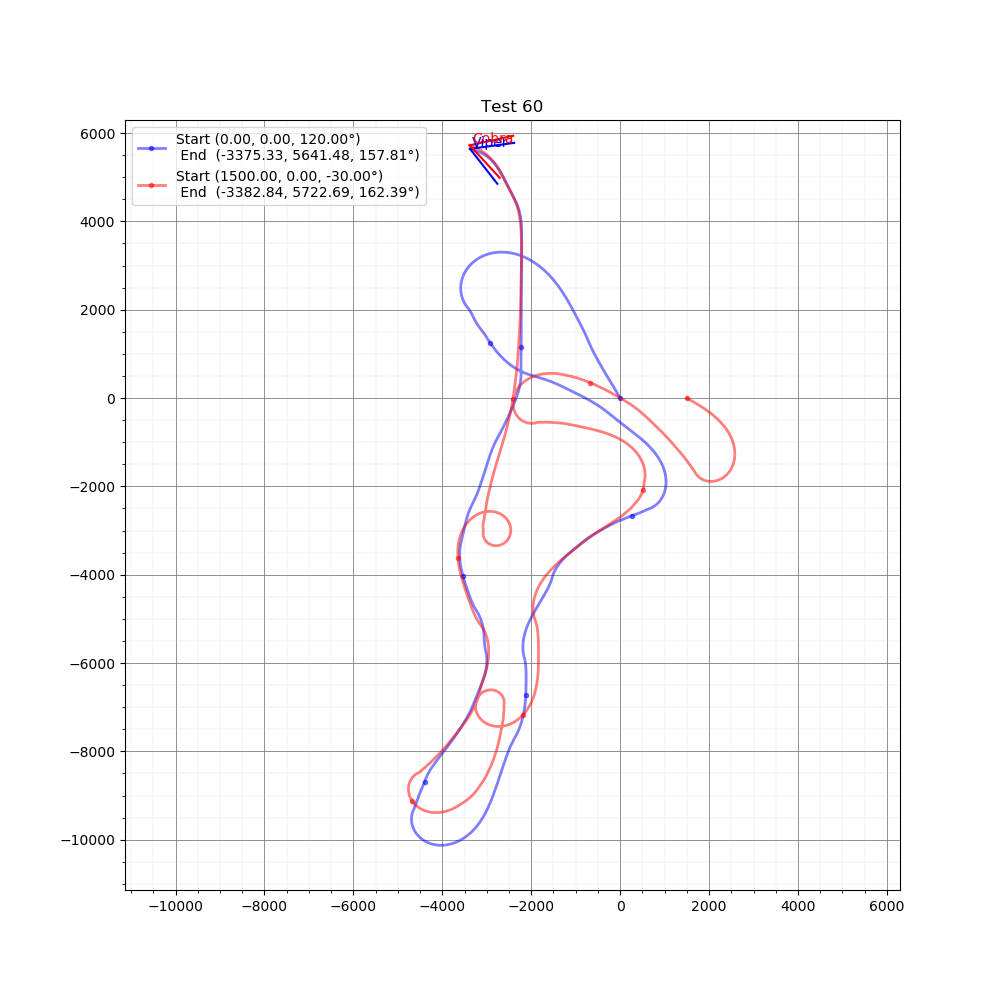 Test 60
Start (0.00, 0.00, 120.00°)
End  (-3375.33, 5641.48, 157.81°)
Start (1500.00, 0.00, -30.00°)
End  (-3382.84, 5722.69, 162.39°)
Cobra
6000
4000
2000
0
−2000
−4000
−6000
−8000
−10000
−10000 −8000 −6000 −4000 −2000 0 2000 4000 6000